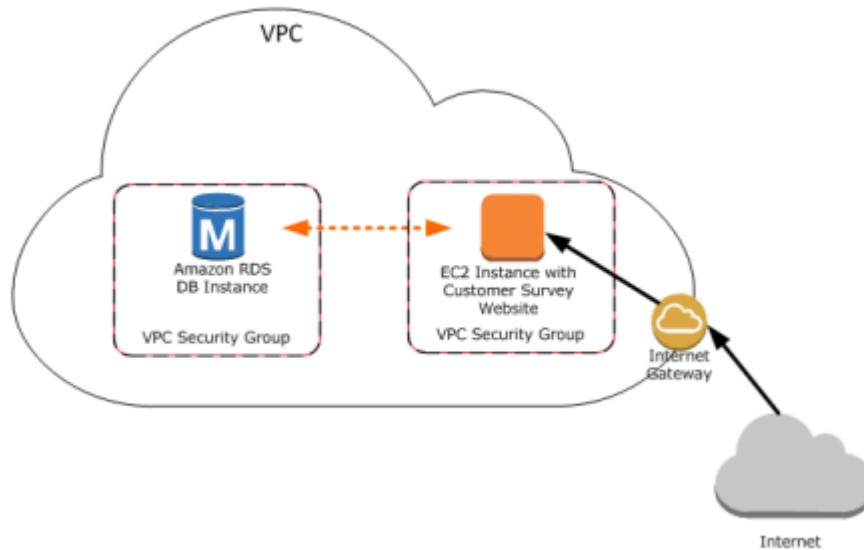 VPC
M
Amazon RDS
DB Instance
VPC Security Group
EC2 Instance with
Customer Survey
Website
VPC Security Group
Internet
Gateway
Internet